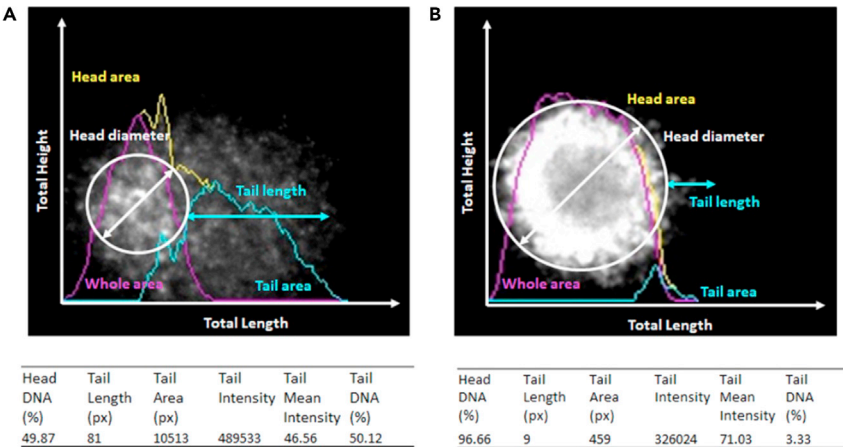 A
Head area
Head diameter
Total Height
Tail length
Whole area
Tail area
Total Length
Head Tail Tail Tail Tail Tail
DNA Length Area Intensity Mean DNA
(%) (px) (px) Intensity (%)
49.87 81 10513 489533 46.56 50.12
B
Head area
Head diameter
Total Height
Tail length
Whole area
Tail area
Total Length
Head Tail Tail Tail Tail Tail
DNA Length Area Intensity Mean DNA
(%) (px) (px) Intensity (%)
96.66 9 459 326024 71.03 3.33